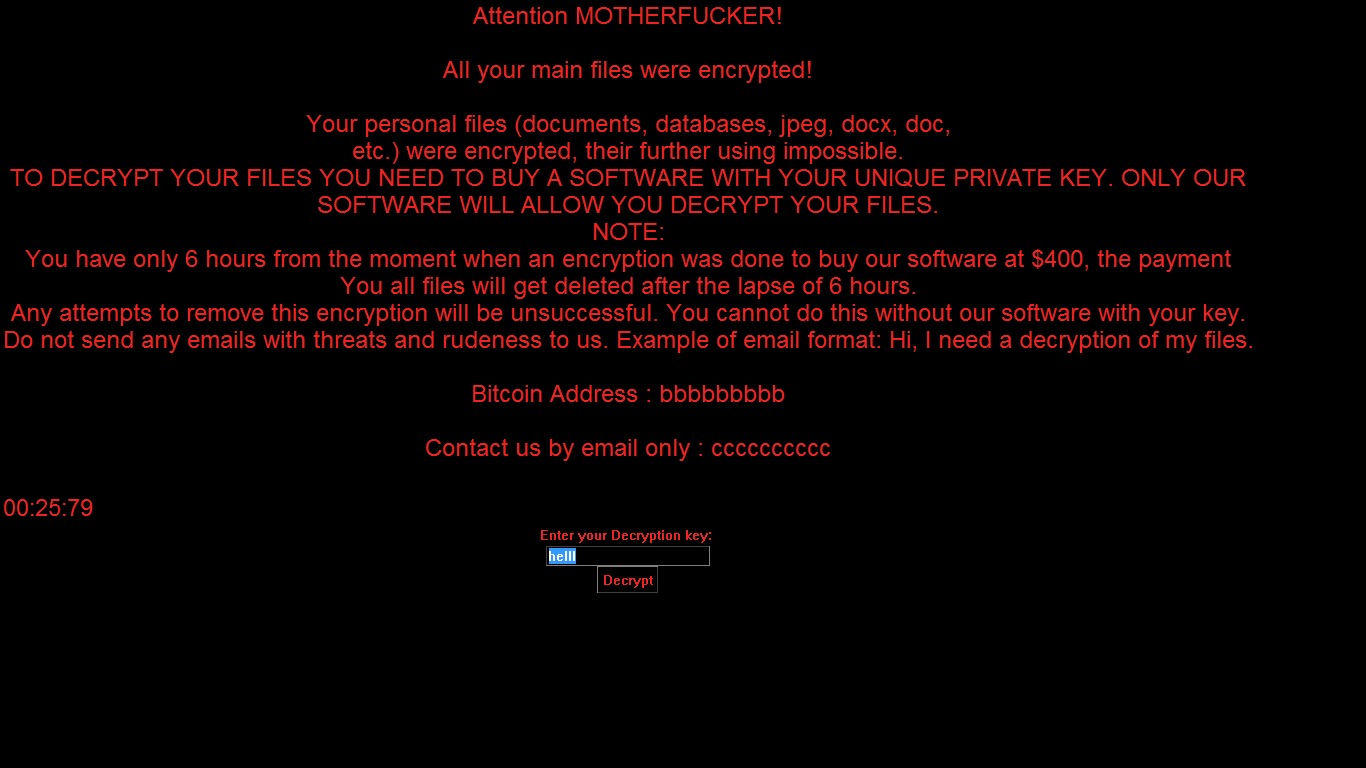 Attention MOTHERFUCKER!
All your main files were encrypted!
Your personal files (documents, databases, jpeg, docx, doc,
etc.) were encrypted, their further using impossible.
TO DECRYPT YOUR FILES YOU NEED TO BUY A SOFTWARE WITH YOUR UNIQUE PRIVATE KEY. ONLY OUR
SOFTWARE WILL ALLOW YOU DECRYPT YOUR FILES.
NOTE:
You have only 6 hours from the moment when an encryption was done to buy our software at $400, the payment
You all files will get deleted after the lapse of 6 hours.
Any attempts to remove this encryption will be unsuccessful. You cannot do this without our software with your key.
Do not send any emails with threats and rudeness to us. Example of email format: Hi, I need a decryption of my files.
Bitcoin Address : bbbbbbbbbb
Contact us by email only : cccccccccc
00:25:79
Enter your Decryption key:
helll
Decrypt